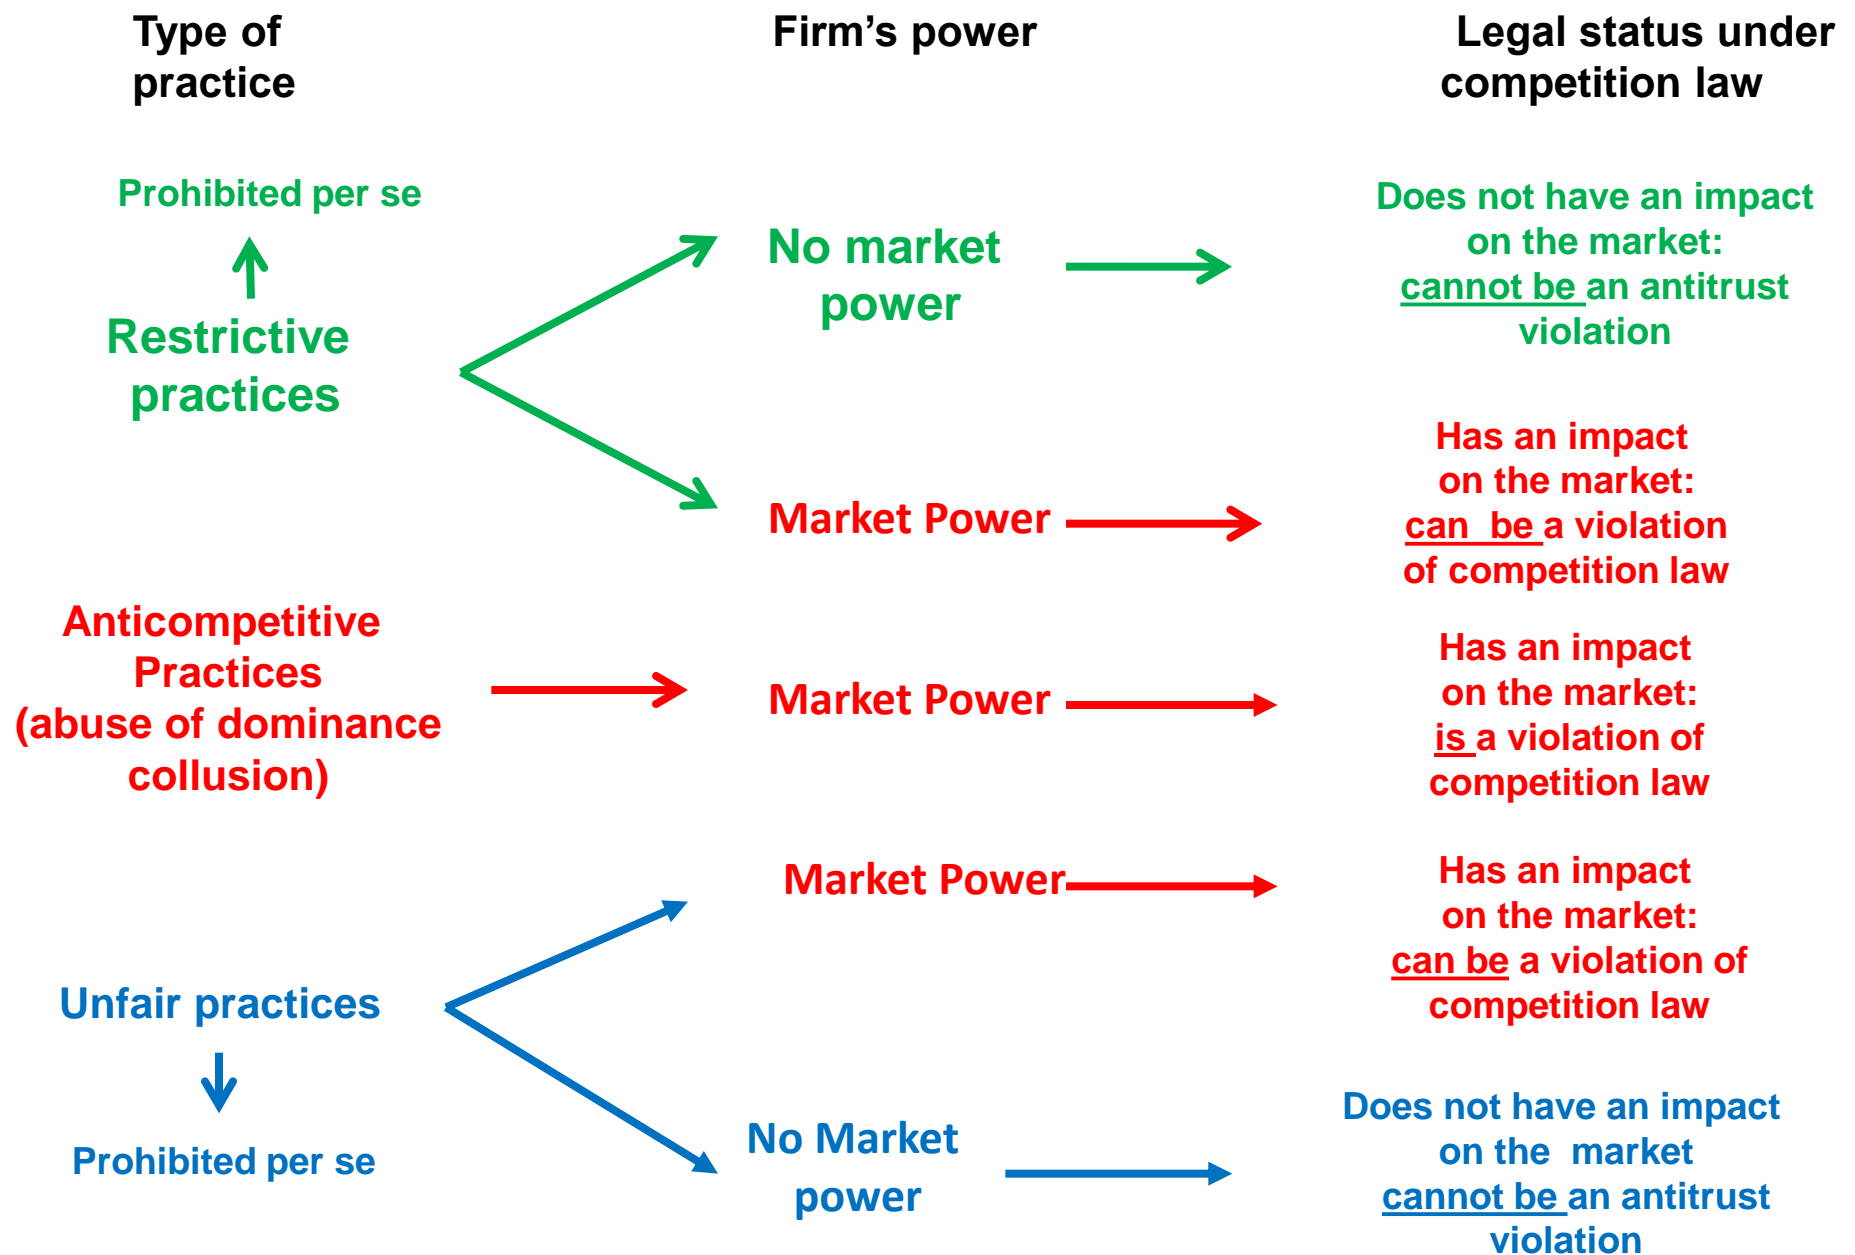 Type of
practice
Firm's power
Legal status under
competition law
Prohibited per se
Restrictive
practices
No market
power
Does not have an impact
on the market:
cannot be an antitrust
violation
Market Power
Has an impact
on the market:
can  be a violation
of competition law
Anticompetitive
Practices
(abuse of dominance
collusion)
Market Power
Has an impact
on the market:
is a violation of
competition law
Market Power
Has an impact
on the market:
can be a violation of
competition law
Unfair practices
Prohibited per se
No Market
power
Does not have an impact
on the  market
cannot be an antitrust
violation